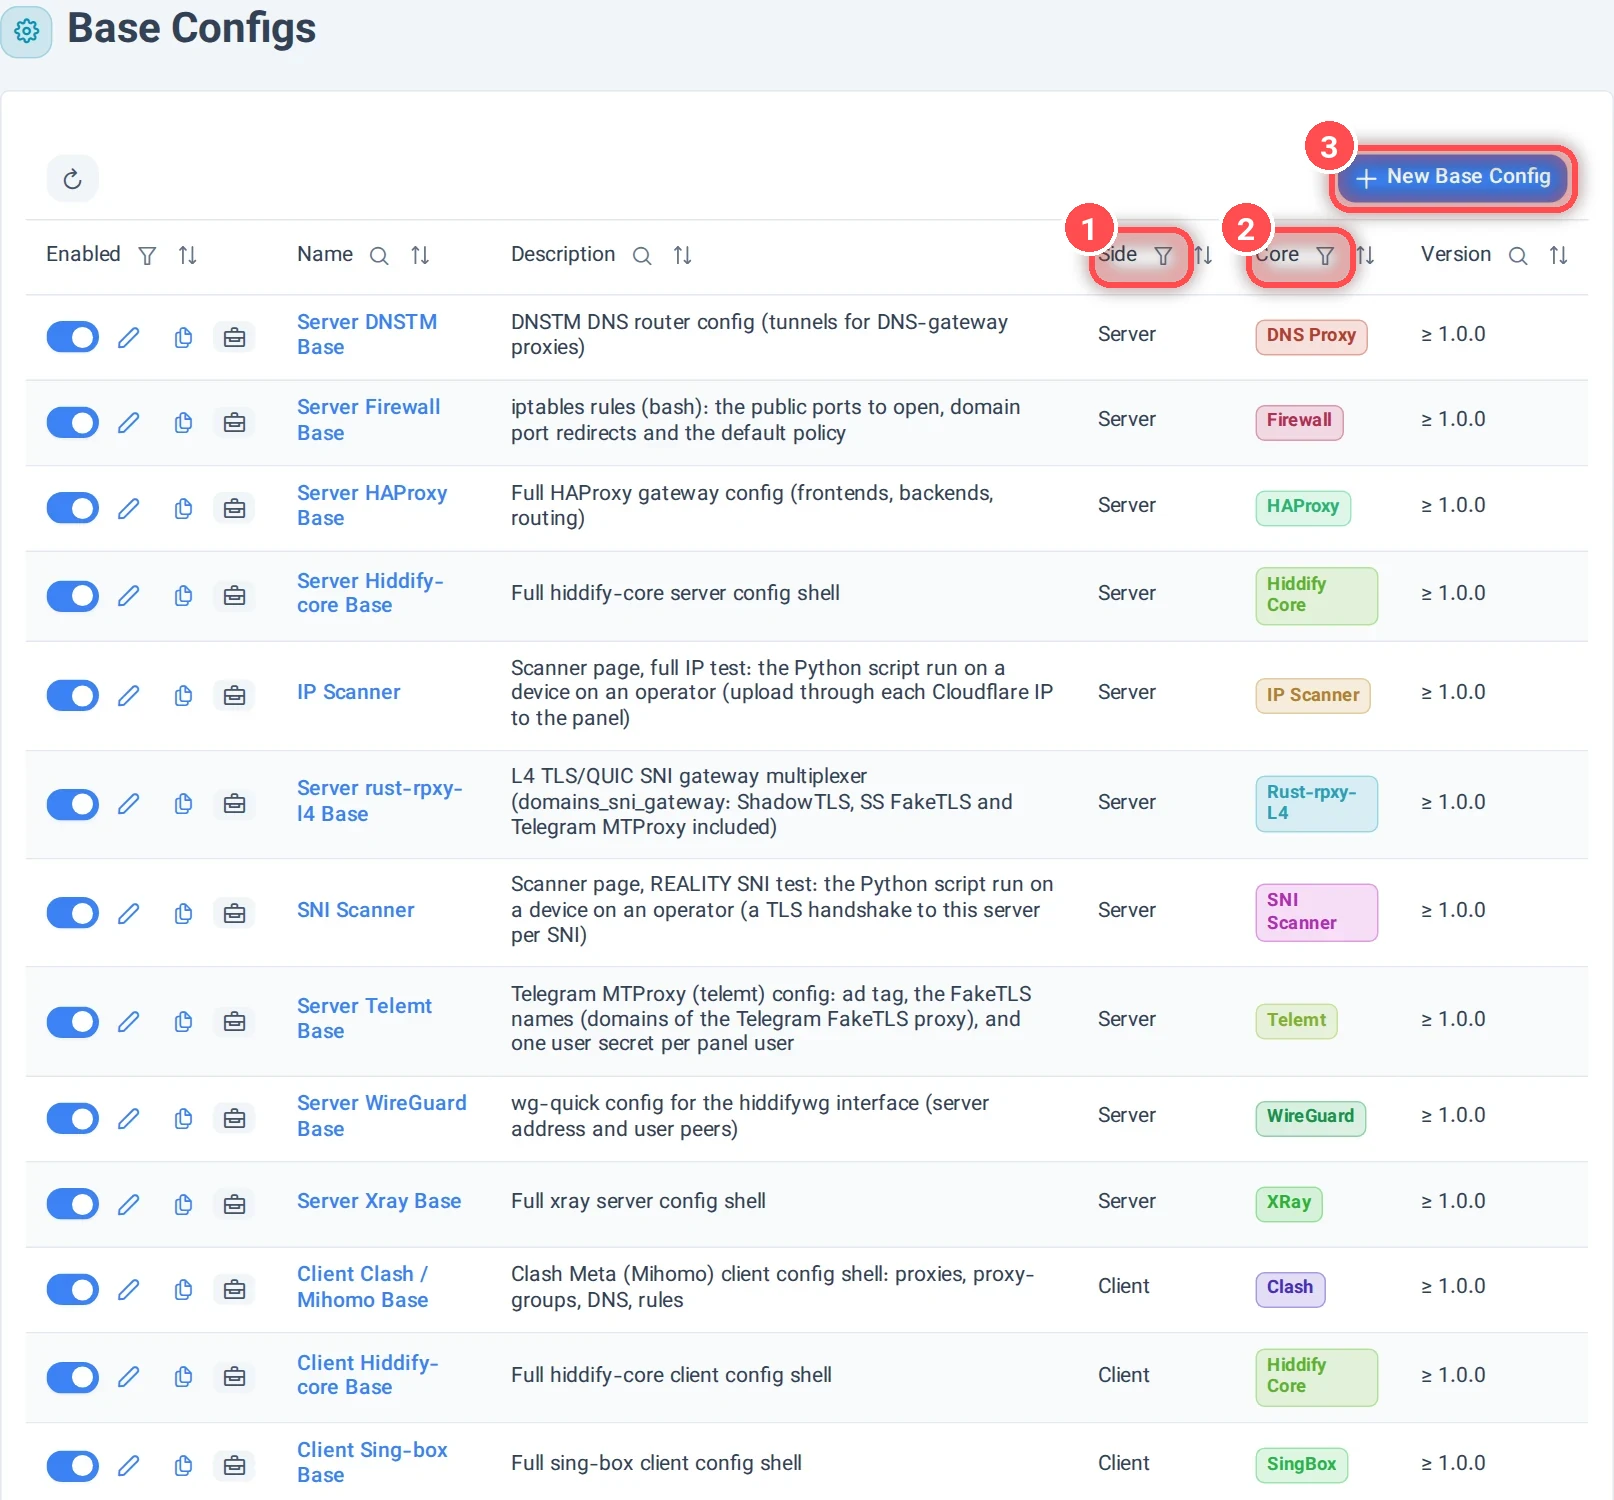 Base Configs
3
New Base Config
1
2
Enabled
Name
Description
Side
Core
Version
Server DNSTM
Base
DNSTM DNS router config (tunnels for DNS-gateway
proxies)
Server
DNS Proxy
≥ 1.0.0
Server Firewall
Base
iptables rules (bash): the public ports to open, domain
port redirects and the default policy
Server
Firewall
≥ 1.0.0
Server HAProxy
Base
Full HAProxy gateway config (frontends, backends,
routing)
Server
HAProxy
≥ 1.0.0
Server Hiddify-
core Base
Full hiddify-core server config shell
Server
Hiddify
Core
≥ 1.0.0
IP Scanner
Scanner page, full IP test: the Python script run on a
device on an operator (upload through each Cloudflare IP
to the panel)
Server
IP Scanner
≥ 1.0.0
Server rust-rpxy-
l4 Base
L4 TLS/QUIC SNI gateway multiplexer
(domains_sni_gateway: ShadowTLS, SS FakeTLS and
Telegram MTProxy included)
Server
Rust-rpxy-
L4
≥ 1.0.0
SNI Scanner
Scanner page, REALITY SNI test: the Python script run on
a device on an operator (a TLS handshake to this server
per SNI)
Server
SNI
Scanner
≥ 1.0.0
Server Telemt
Base
Telegram MTProxy (telemt) config: ad tag, the FakeTLS
names (domains of the Telegram FakeTLS proxy), and
one user secret per panel user
Server
Telemt
≥ 1.0.0
Server WireGuard
Base
wg-quick config for the hiddifywg interface (server
address and user peers)
Server
WireGuard
≥ 1.0.0
Server Xray Base
Full xray server config shell
Server
XRay
≥ 1.0.0
Client Clash /
Mihomo Base
Clash Meta (Mihomo) client config shell: proxies, proxy-
groups, DNS, rules
Client
Clash
≥ 1.0.0
Client Hiddify-
core Base
Full hiddify-core client config shell
Client
Hiddify
Core
≥ 1.0.0
Client Sing-box
Base
Full sing-box client config shell
Client
SingBox
≥ 1.0.0